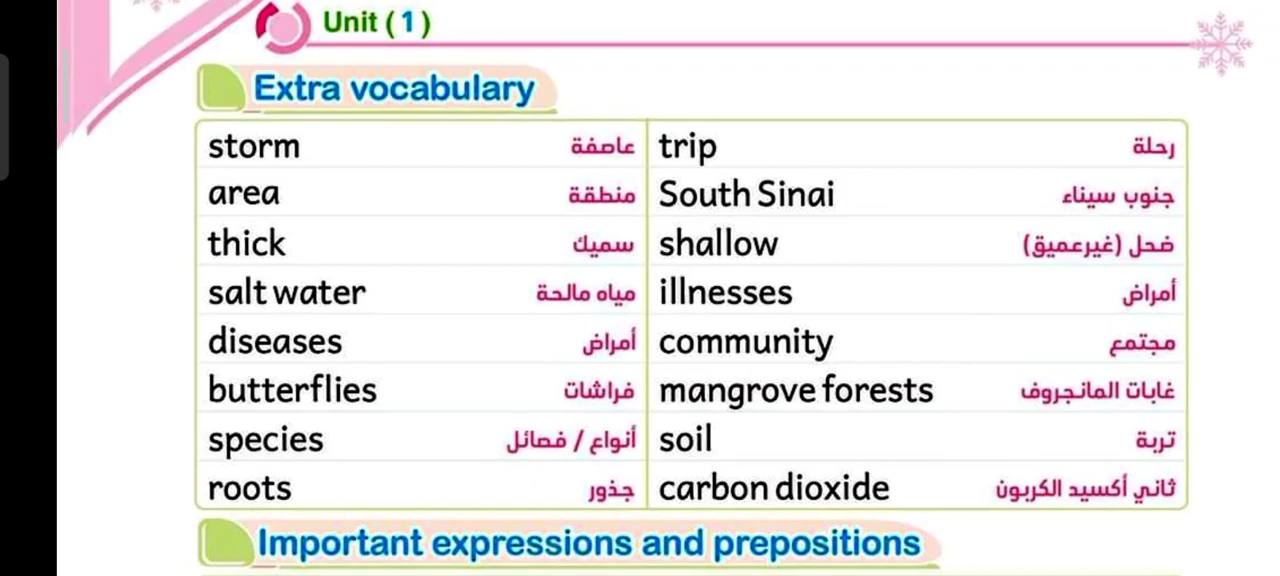 Unit ( 1 )
Extra vocabulary
storm عاصفة trip رحلة
area منطقة South Sinai جنوب سيناء
thick سميك shallow ضحل (غيرعميق)
salt water مياه مالحة illnesses أمراض
diseases أمراض community مجتمع
butterflies فراشات mangrove forests غابات المانجروف
species أنواع / فصائل soil تربة
roots جذور carbon dioxide ثاني أكسيد الكربون
Important expressions and prepositions